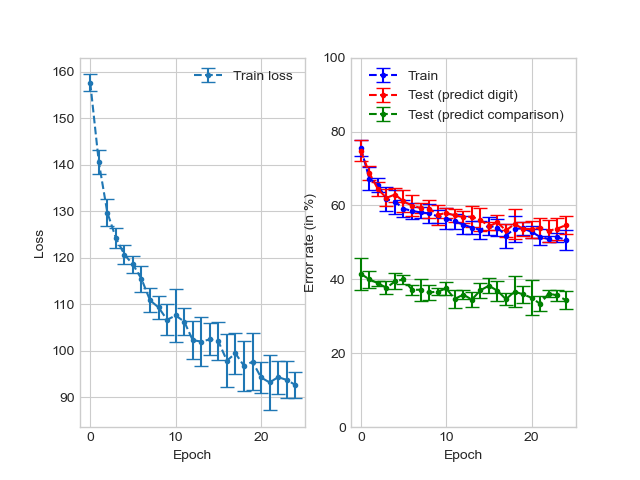 160
150
140
130
120
110
100
90
Loss
0
10
20
Epoch
Train loss
100
80
60
40
20
0
Error rate (in %)
0
10
20
Epoch
Train
Test (predict digit)
Test (predict comparison)